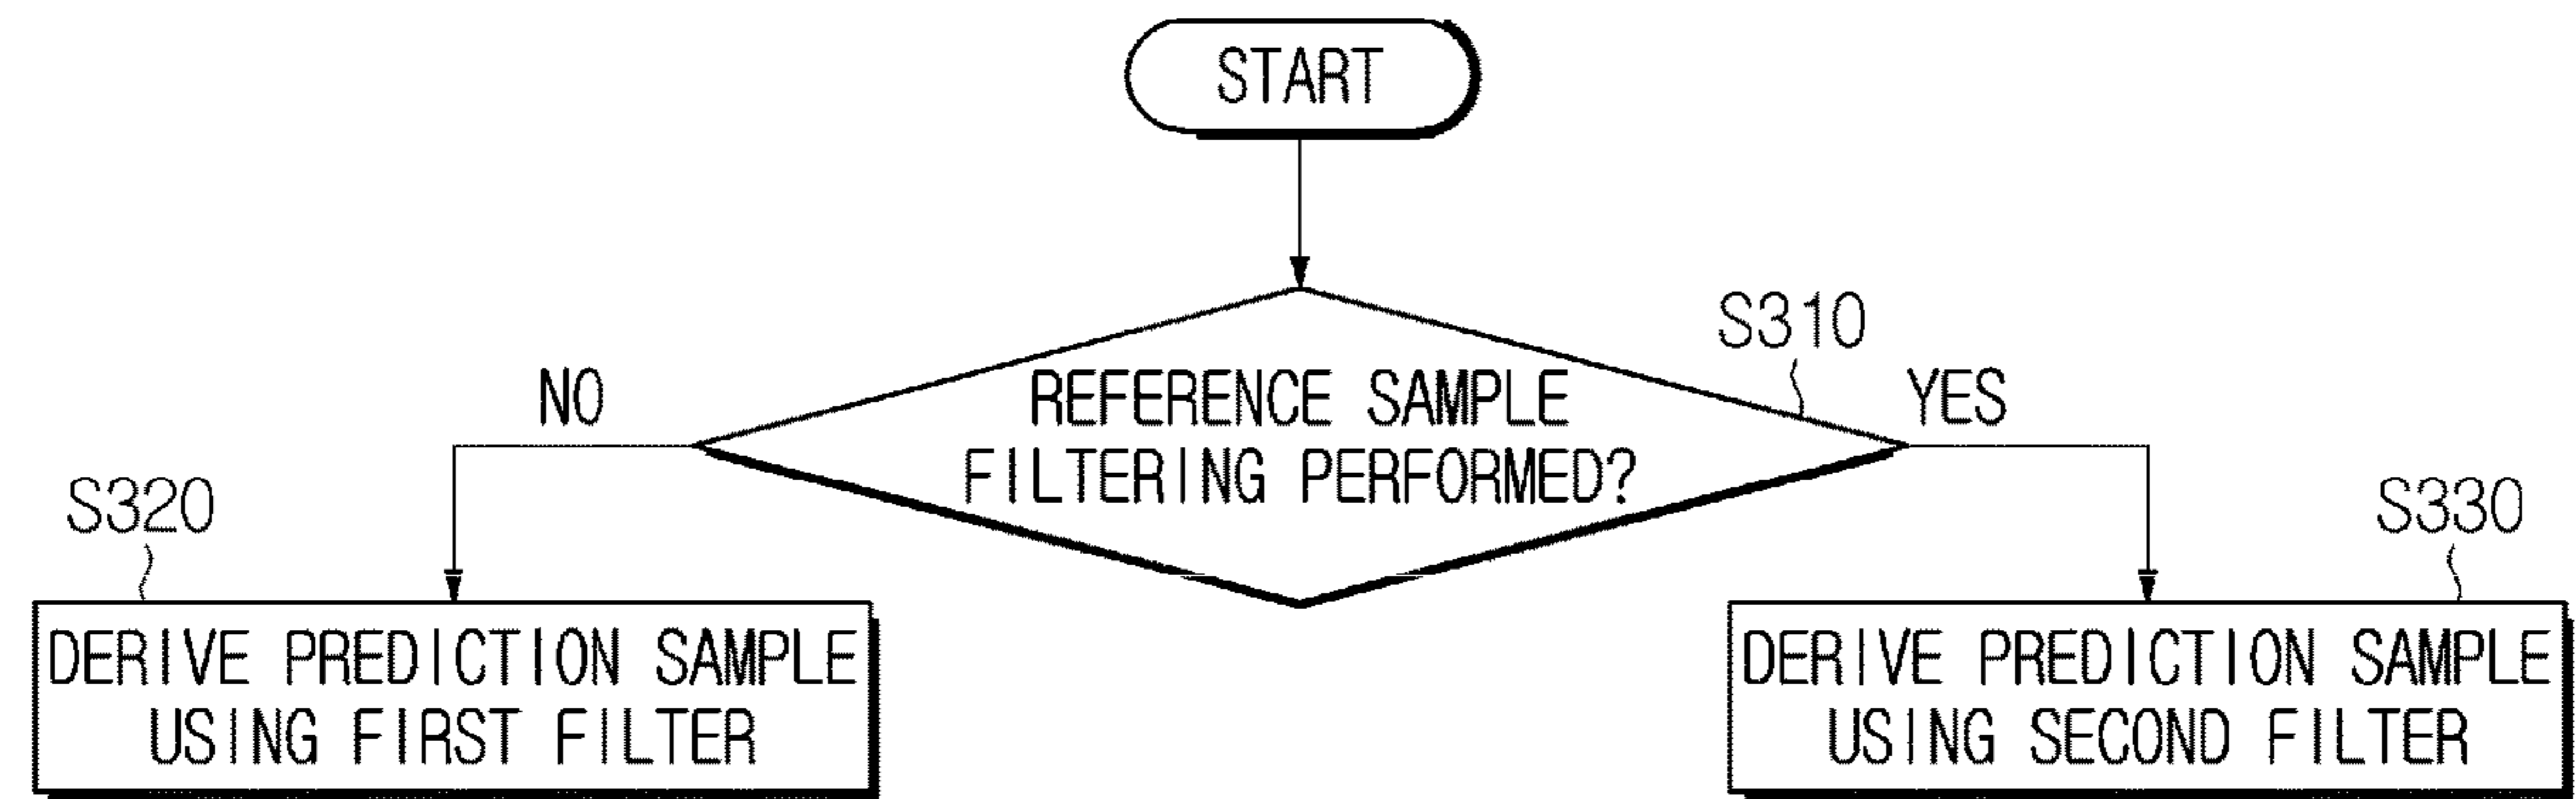 START
S310
REFERENCE SAMPLE
FILTERING PERFORMED?
NO
YES
S320
DERIVE PREDICTION SAMPLE
USING FIRST FILTER
S330
DERIVE PREDICTION SAMPLE
USING SECOND FILTER